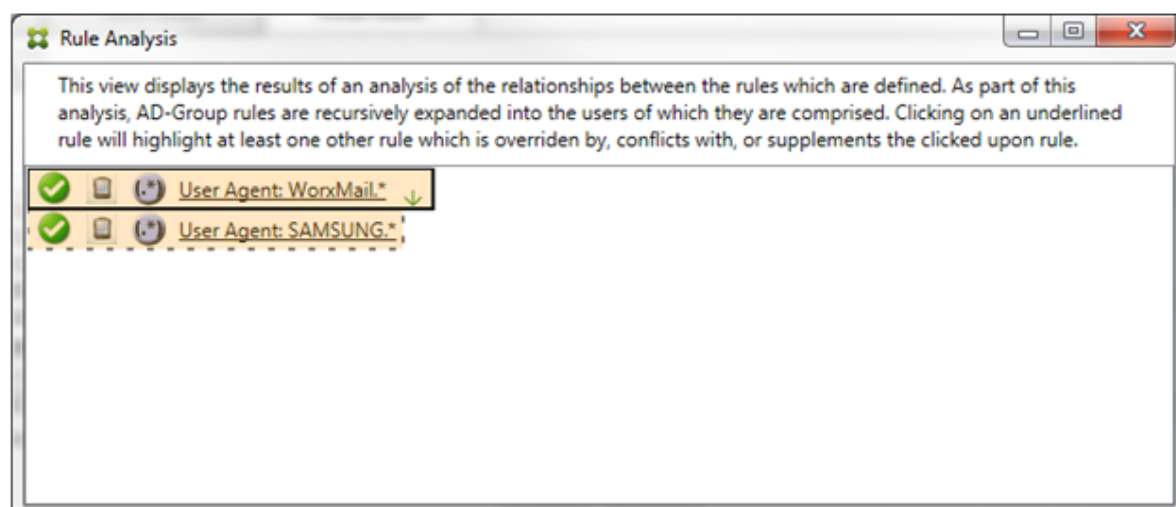 Rule Analysis
This view displays the results of an analysis of the relationships between the rules which are defined. As part of this
analysis, AD-Group rules are recursively expanded into the users of which they are comprised. Clicking on an underlined
rule will highlight at least one other rule which is overriden by, conflicts with, or supplements the clicked upon rule.
(.*) User Agent: WorxMail.*
(.*) User Agent: SAMSUNG.*